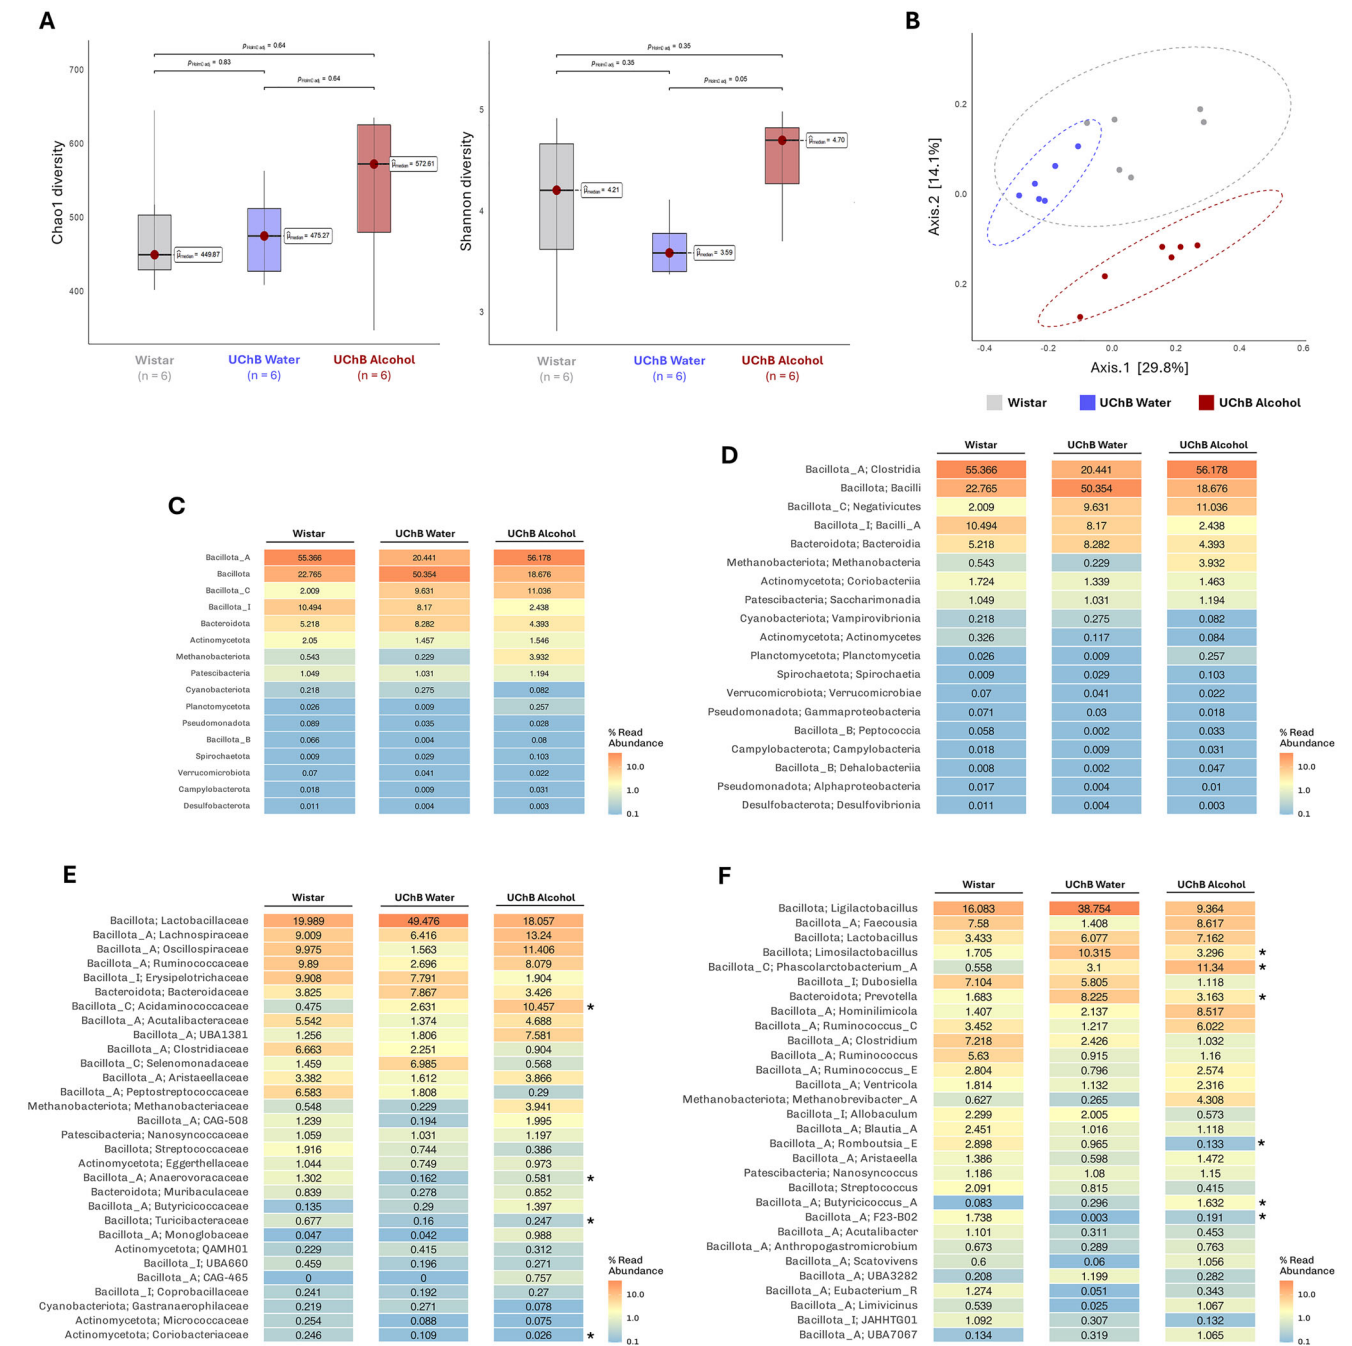 A
B
p Holm adj. = 0.64
p Holm adj. = 0.83
p Holm adj. = 0.64
p Holm adj. = 0.35
p Holm adj. = 0.35
p Holm adj. = 0.05
Chao1 diversity
700
600
500
400
μ̂median = 449.87
μ̂median = 475.27
μ̂median = 572.61
Wistar UChB Water UChB Alcohol
(n = 6) (n = 6) (n = 6)
Shannon diversity
5
4
3
μ̂median = 4.21
μ̂median = 3.59
μ̂median = 4.70
Wistar UChB Water UChB Alcohol
(n = 6) (n = 6) (n = 6)
Axis.2 [14.1%]
0.2
0.0
0.2
-0.4 -0.2 0.0 0.2 0.4 0.6
Axis.1 [29.8%]
Wistar UChB Water UChB Alcohol
C
Wistar UChB Water UChB Alcohol
Bacillota_A 55.366 20.441 56.178
Bacillota 22.765 50.354 18.676
Bacillota_C 2.009 9.631 11.036
Bacillota_I 10.494 8.17 2.438
Bacteroidota 5.218 8.282 4.393
Actinomycetota 2.05 1.457 1.546
Methanobacteriota 0.543 0.229 3.932
Patescibacteria 1.049 1.031 1.194
Cyanobacteriota 0.218 0.275 0.082
Planctomycetota 0.026 0.009 0.257
Pseudomonadota 0.089 0.035 0.028
Bacillota_B 0.066 0.004 0.08
Spirochaetota 0.009 0.029 0.103
Verrucomicrobiota 0.07 0.041 0.022
Campylobacterota 0.018 0.009 0.031
Desulfobacterota 0.011 0.004 0.003
% Read
Abundance
10.0
1.0
0.1
D
Wistar UChB Water UChB Alcohol
Bacillota_A; Clostridia 55.366 20.441 56.178
Bacillota; Bacilli 22.765 50.354 18.676
Bacillota_C; Negativicutes 2.009 9.631 11.036
Bacillota_I; Bacilli_A 10.494 8.17 2.438
Bacteroidota; Bacteroidia 5.218 8.282 4.393
Methanobacteriota; Methanobacteria 0.543 0.229 3.932
Actinomycetota; Coriobacteriia 1.724 1.339 1.463
Patescibacteria; Saccharimonadia 1.049 1.031 1.194
Cyanobacteriota; Vampirovibrionia 0.218 0.275 0.082
Actinomycetota; Actinomycetes 0.326 0.117 0.084
Planctomycetota; Planctomycetia 0.026 0.009 0.257
Spirochaetota; Spirochaetia 0.009 0.029 0.103
Verrucomicrobiota; Verrucomicrobiae 0.07 0.041 0.022
Pseudomonadota; Gammaproteobacteria 0.071 0.03 0.018
Bacillota_B; Peptococcia 0.058 0.002 0.033
Campylobacterota; Campylobacteria 0.018 0.009 0.031
Bacillota_B; Dehalobacteriia 0.008 0.002 0.047
Pseudomonadota; Alphaproteobacteria 0.017 0.004 0.01
Desulfobacterota; Desulfovibrionia 0.011 0.004 0.003
% Read
Abundance
10.0
1.0
0.1
E
Wistar UChB Water UChB Alcohol
Bacillota; Lactobacillaceae 19.989 49.476 18.057
Bacillota_A; Lachnospiraceae 9.009 6.416 13.24
Bacillota_A; Oscillospiraceae 9.975 1.563 11.406
Bacillota_A; Ruminococcaceae 9.89 2.696 8.079
Bacillota_I; Erysipelotrichaceae 9.908 7.791 1.904
Bacteroidota; Bacteroidaceae 3.825 7.867 3.426
Bacillota_C; Acidaminococcaceae 0.475 2.631 10.457 *
Bacillota_A; Acutalibacteraceae 5.542 1.374 4.688
Bacillota_A; UBA1381 1.256 1.806 7.581
Bacillota_A; Clostridiaceae 6.663 2.251 0.904
Bacillota_C; Selenomonadaceae 1.459 6.985 0.568
Bacillota_A; Aristaellaceae 3.382 1.612 3.866
Bacillota_A; Peptostreptococcaceae 6.583 1.808 0.29
Methanobacteriota; Methanobacteriaceae 0.548 0.229 3.941
Bacillota_A; CAG-508 1.239 0.194 1.995
Patescibacteria; Nanosyncoccaceae 1.059 1.031 1.197
Bacillota; Streptococcaceae 1.916 0.744 0.386
Actinomycetota; Eggerthellaceae 1.044 0.749 0.973
Bacillota_A; Anaerovoracaceae 1.302 0.162 0.581 *
Bacteroidota; Muribaculaceae 0.839 0.278 0.852
Bacillota_A; Butyricicoccaceae 0.135 0.29 1.397
Bacillota; Turicibacteraceae 0.677 0.16 0.247 *
Bacillota_A; Monoglobaceae 0.047 0.042 0.988
Actinomycetota; QAMH01 0.229 0.415 0.312
Bacillota_I; UBA660 0.459 0.196 0.271
Bacillota_A; CAG-465 0 0 0.757
Bacillota_I; Coprobacillaceae 0.241 0.192 0.27
Cyanobacteriota; Gastranaerophilaceae 0.219 0.271 0.078
Actinomycetota; Micrococcaceae 0.254 0.088 0.075
Actinomycetota; Coriobacteriaceae 0.246 0.109 0.026 *
% Read
Abundance
10.0
1.0
0.1
F
Wistar UChB Water UChB Alcohol
Bacillota; Ligilactobacillus 16.083 38.754 9.364
Bacillota_A; Faecousia 7.58 1.408 8.617
Bacillota; Lactobacillus 3.433 6.077 7.162
Bacillota; Limosilactobacillus 1.705 10.315 3.296 *
Bacillota_C; Phascolarctobacterium_A 0.558 3.1 11.34 *
Bacillota_I; Dubosiella 7.104 5.805 1.118
Bacteroidota; Prevotella 1.683 8.225 3.163 *
Bacillota_A; Hominilimicola 1.407 2.137 8.517
Bacillota_A; Ruminococcus_C 3.452 1.217 6.022
Bacillota_A; Clostridium 7.218 2.426 1.032
Bacillota_A; Ruminococcus 5.63 0.915 1.16
Bacillota_A; Ruminococcus_E 2.804 0.796 2.574
Bacillota_A; Ventricola 1.814 1.132 2.316
Methanobacteriota; Methanobrevibacter_A 0.627 0.265 4.308
Bacillota_I; Allobaculum 2.299 2.005 0.573
Bacillota_A; Blautia_A 2.451 1.016 1.118
Bacillota_A; Romboutsia_E 2.898 0.965 0.133 *
Bacillota_A; Aristaeella 1.386 0.598 1.472
Patescibacteria; Nanosyncoccus 1.186 1.08 1.15
Bacillota; Streptococcus 2.091 0.815 0.415
Bacillota_A; Butyricicoccus_A 0.083 0.296 1.632 *
Bacillota_A; F23-B02 1.738 0.003 0.191 *
Bacillota_A; Acutalibacter 1.101 0.311 0.453
Bacillota_A; Anthropogastromicrobium 0.673 0.289 0.763
Bacillota_A; Scatovivens 0.6 0.06 1.056
Bacillota_A; UBA3282 0.208 1.199 0.282
Bacillota_A; Eubacterium_R 1.274 0.051 0.343
Bacillota_A; Limivicinus 0.539 0.025 1.067
Bacillota_I; JAHHTG01 1.092 0.307 0.132
Bacillota_A; UBA7067 0.134 0.319 1.065
% Read
Abundance
10.0
1.0
0.1